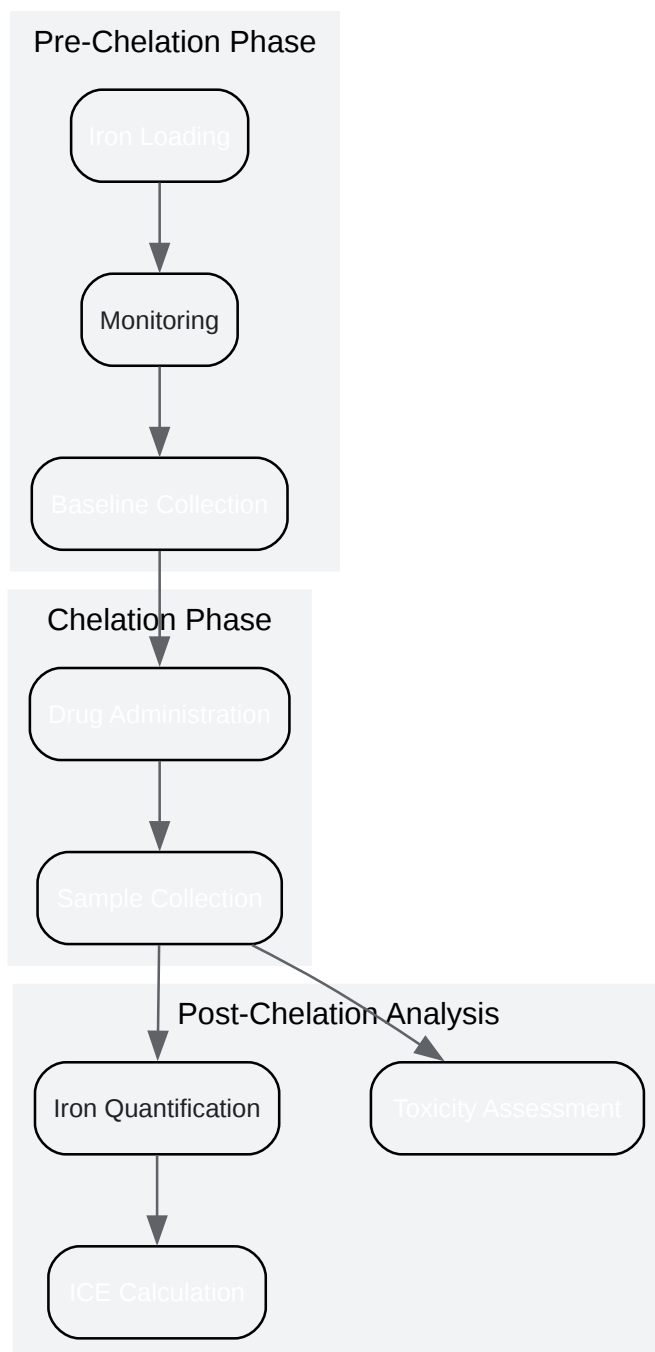 Pre-Chelation Phase
Iron Loading
Monitoring
Baseline Collection
Chelation Phase
Drug Administration
Sample Collection
Post-Chelation Analysis
Iron Quantification
Toxicity Assessment
ICE Calculation